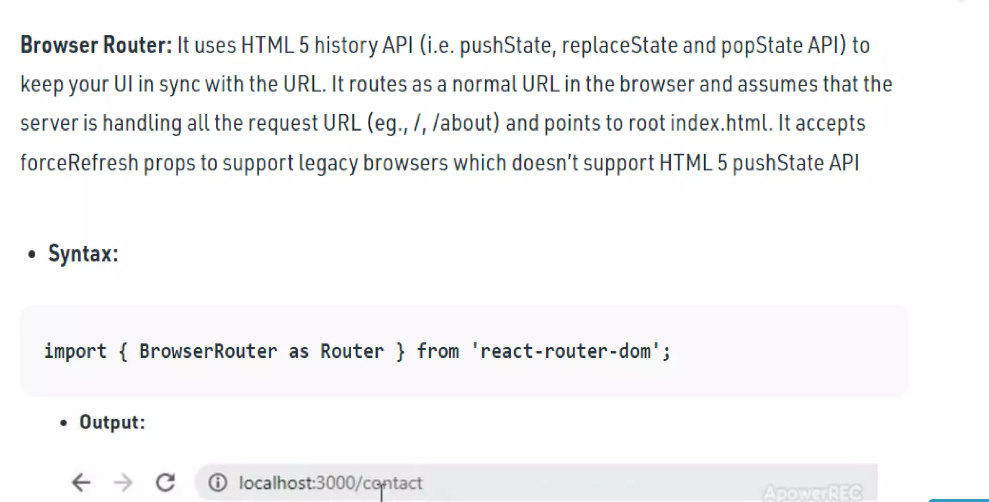 Browser Router: It uses HTML 5 history API (i.e. pushState, replaceState and popState API) to
keep your UI in sync with the URL. It routes as a normal URL in the browser and assumes that the
server is handling all the request URL (eg., /, /about) and points to root index.html. It accepts
forceRefresh props to support legacy browsers which doesn't support HTML 5 pushState API
• Syntax:
import { BrowserRouter as Router } from 'react-router-dom';
• Output:
localhost:3000/contact
ApowerREC